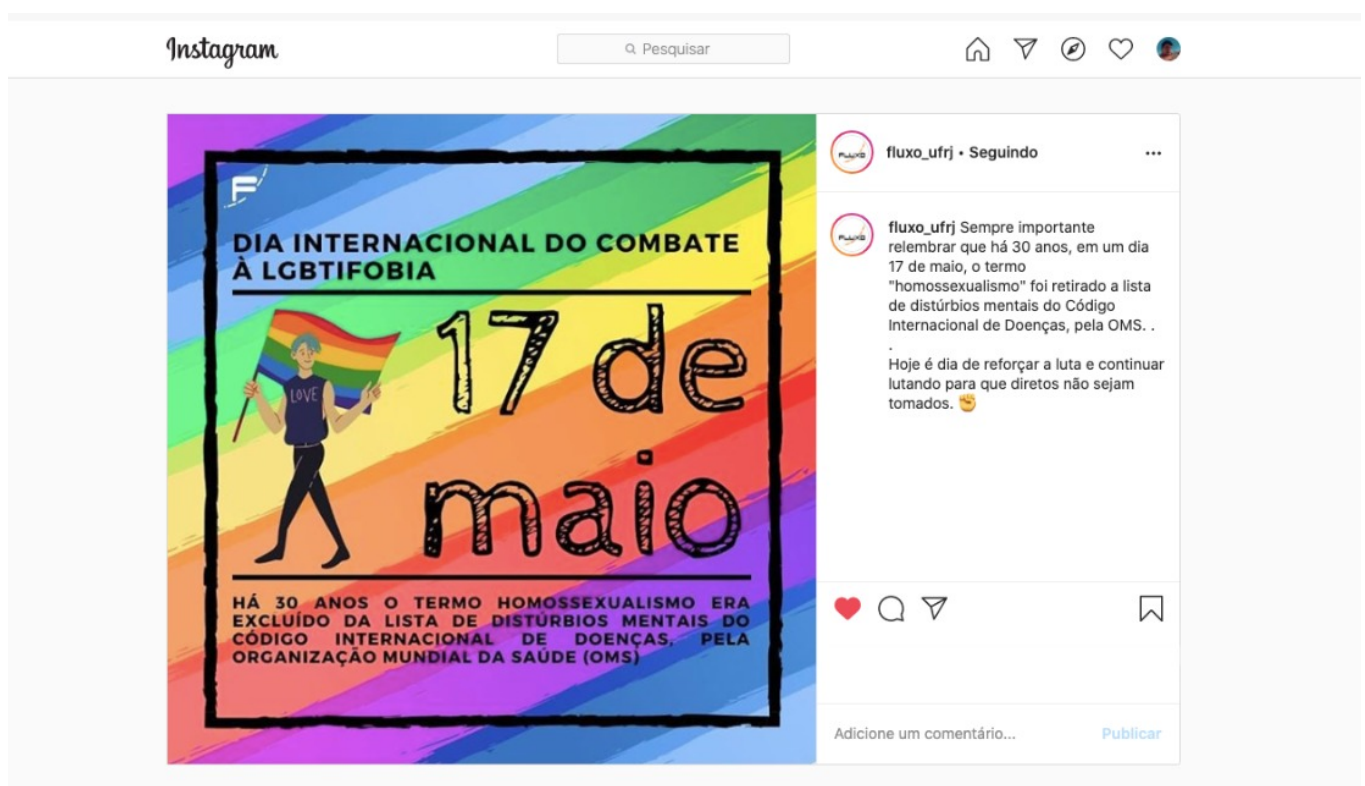 Instagram
Pesquisar
F
DIA INTERNACIONAL DO COMBATE
À LGBTIFOBIA
LOVE
17 de
maio
HÁ 30 ANOS O TERMO HOMOSSEXUALISMO ERA
EXCLUÍDO DA LISTA DE DISTÚRBIOS MENTAIS DO
CÓDIGO INTERNACIONAL DE DOENÇAS, PELA
ORGANIZAÇÃO MUNDIAL DA SAÚDE (OMS)
FLUXO
fluxo_ufrj • Seguindo
FLUXO
fluxo_ufrj Sempre importante
relembrar que há 30 anos, em um dia
17 de maio, o termo
"homossexualismo" foi retirado a lista
de distúrbios mentais do Código
Internacional de Doenças, pela OMS. .
.
Hoje é dia de reforçar a luta e continuar
lutando para que diretos não sejam
tomados. ✊
Adicione um comentário...
Publicar